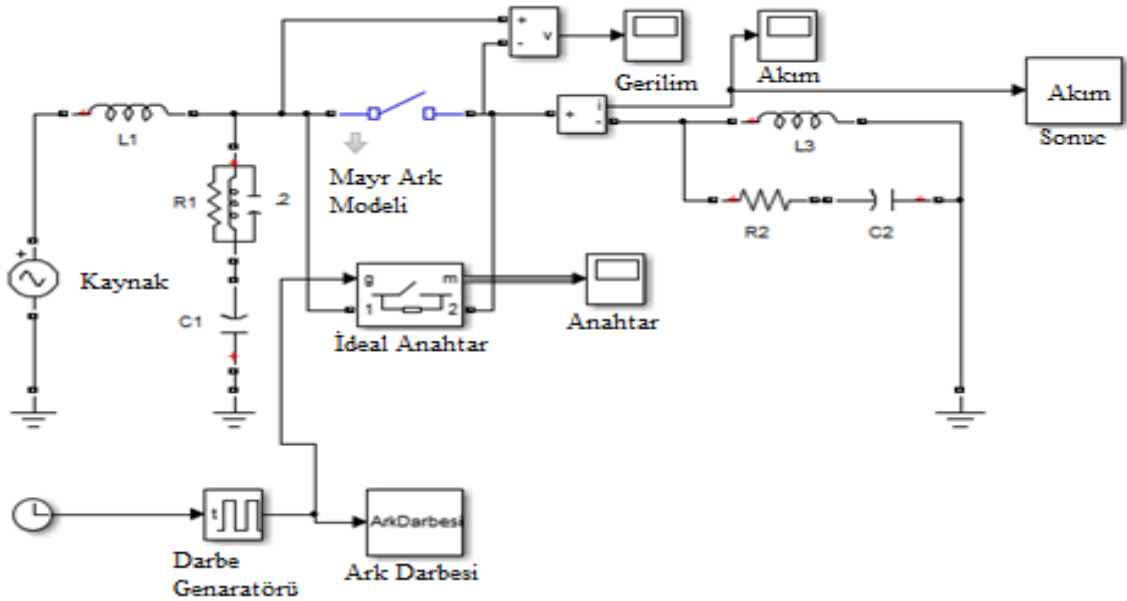 +
-
v
Gerilim
Akım
Akım
Sonuc
L1
i
+
-
L3
Mayr Ark
Modeli
R1
.2
R2
C2
+
Kaynak
g
m
1
2
Anahtar
C1
İdeal Anahtar
t
ArkDarbesi
Darbe
Genaratörü
Ark Darbesi